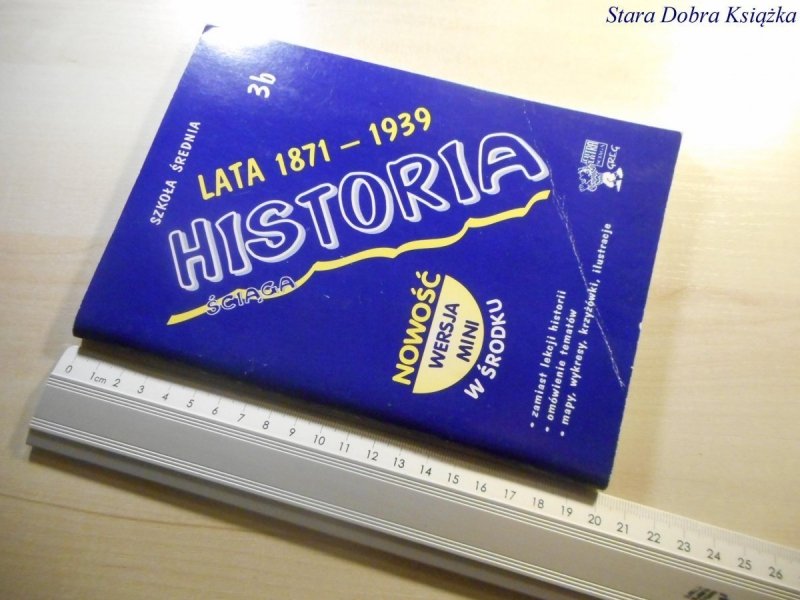 Stara Dobra Książka
SZKOŁA ŚREDNIA
3b
LATA 1871 – 1939
HISTORIA
ŚCIĄGA
NOWOŚĆ
WERSJA
MINI
W ŚRODKU
GREG
• zamiast lekcji historii
• omówienie tematów
• mapy, wykresy, krzyżówki, ilustracje
0 1cm 2 3 4 5 6 7 8 9 10 11 12 13 14 15 16 17 18 19 20 21 22 23 24 25 26